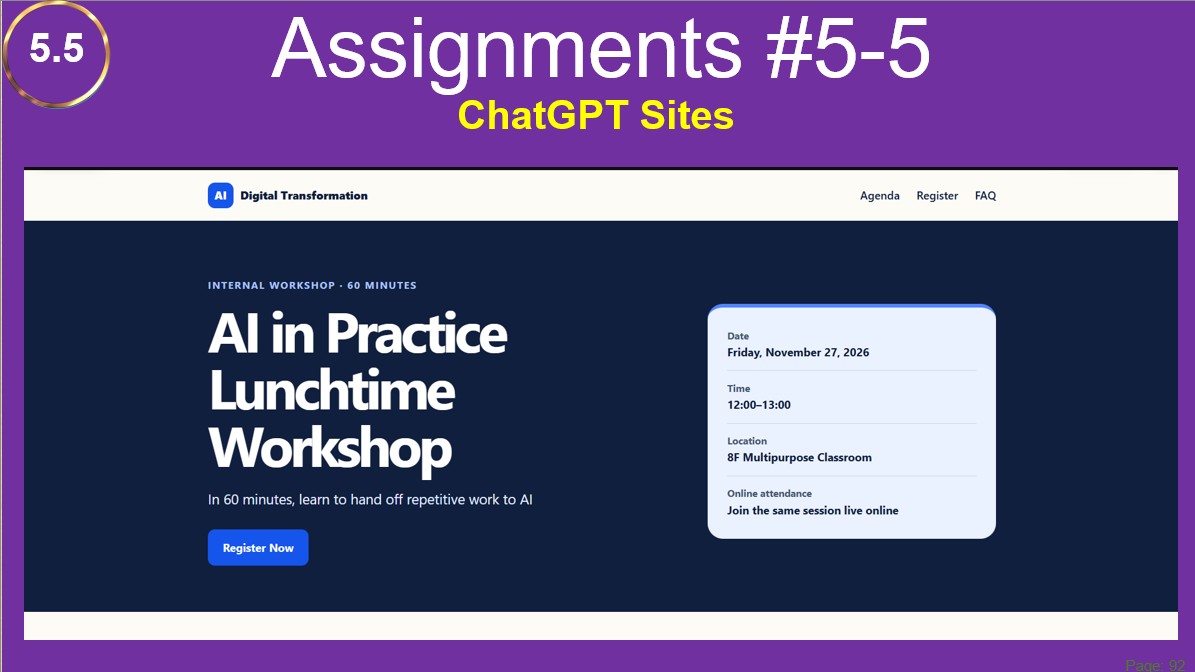 5.5
Assignments #5-5
ChatGPT Sites
AI Digital Transformation
Agenda Register FAQ
INTERNAL WORKSHOP · 60 MINUTES
AI in Practice
Lunchtime
Workshop
In 60 minutes, learn to hand off repetitive work to AI
Register Now
Date
Friday, November 27, 2026
Time
12:00–13:00
Location
8F Multipurpose Classroom
Online attendance
Join the same session live online
Page: 92